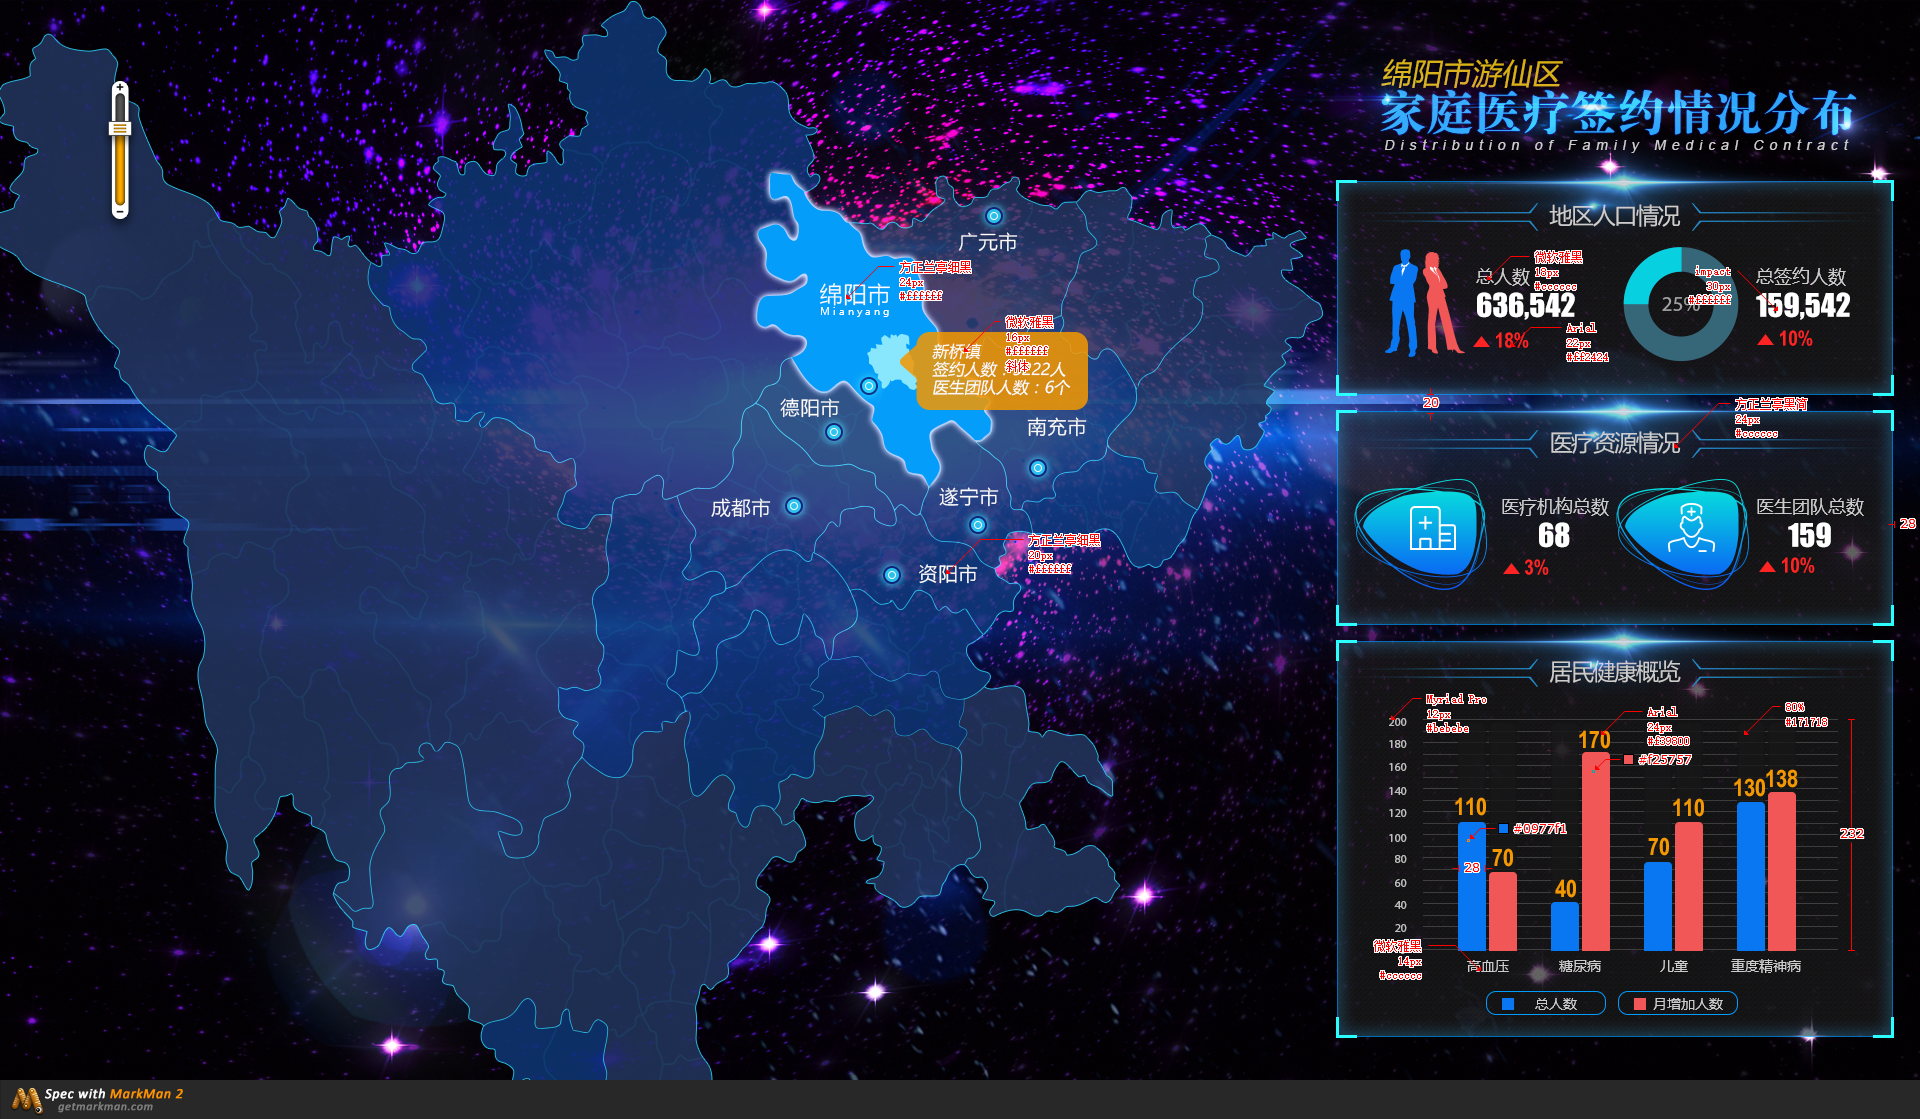 绵阳市游仙区
家庭医疗签约情况分布
Distribution of Family Medical Contract
+
−
广元市
绵阳市
Mianyang
方正兰亭细黑
24px
#ffffff
新桥镇
签约人数：
222人
医生团队人数：6个
微软雅黑
16px
#ffffff
斜体
德阳市
南充市
成都市
遂宁市
资阳市
方正兰亭细黑
20px
#ffffff
地区人口情况
总人数
636,542
18%
微软雅黑
18px
#cccccc
Arial
22px
#ff2424
25%
impact
30px
#ffffff
总签约人数
159,542
10%
20
医疗资源情况
方正兰亭黑简
24px
#cccccc
医疗机构总数
68
3%
医生团队总数
159
10%
28
居民健康概览
Myriad Pro
12px
#bebebe
Arial
24px
#f39800
80%
#171718
200
180
160
140
120
100
80
60
40
20
110
70
40
170
70
110
130
138
#f25757
#0977f1
28
232
微软雅黑
14px
#cccccc
高血压
糖尿病
儿童
重度精神病
总人数
月增加人数
Spec with MarkMan 2
getmarkman.com